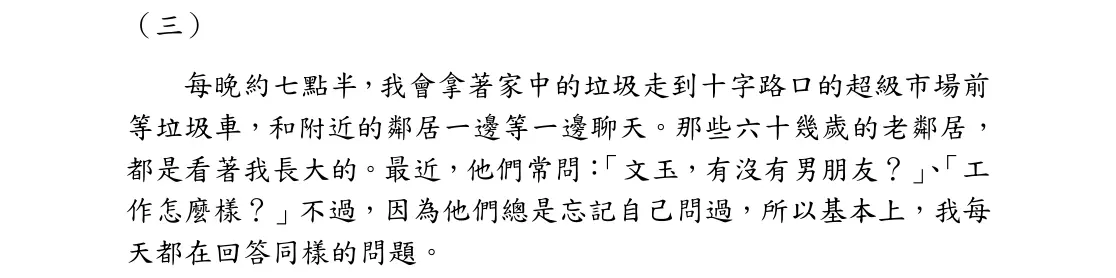 （三）
每晚約七點半，我會拿著家中的垃圾走到十字路口的超級市場前
等垃圾車，和附近的鄰居一邊等一邊聊天。那些六十幾歲的老鄰居，
都是看著我長大的。最近，他們常問：「文玉，有沒有男朋友？」、「工
作怎麼樣？」不過，因為他們總是忘記自己問過，所以基本上，我每
天都在回答同樣的問題。